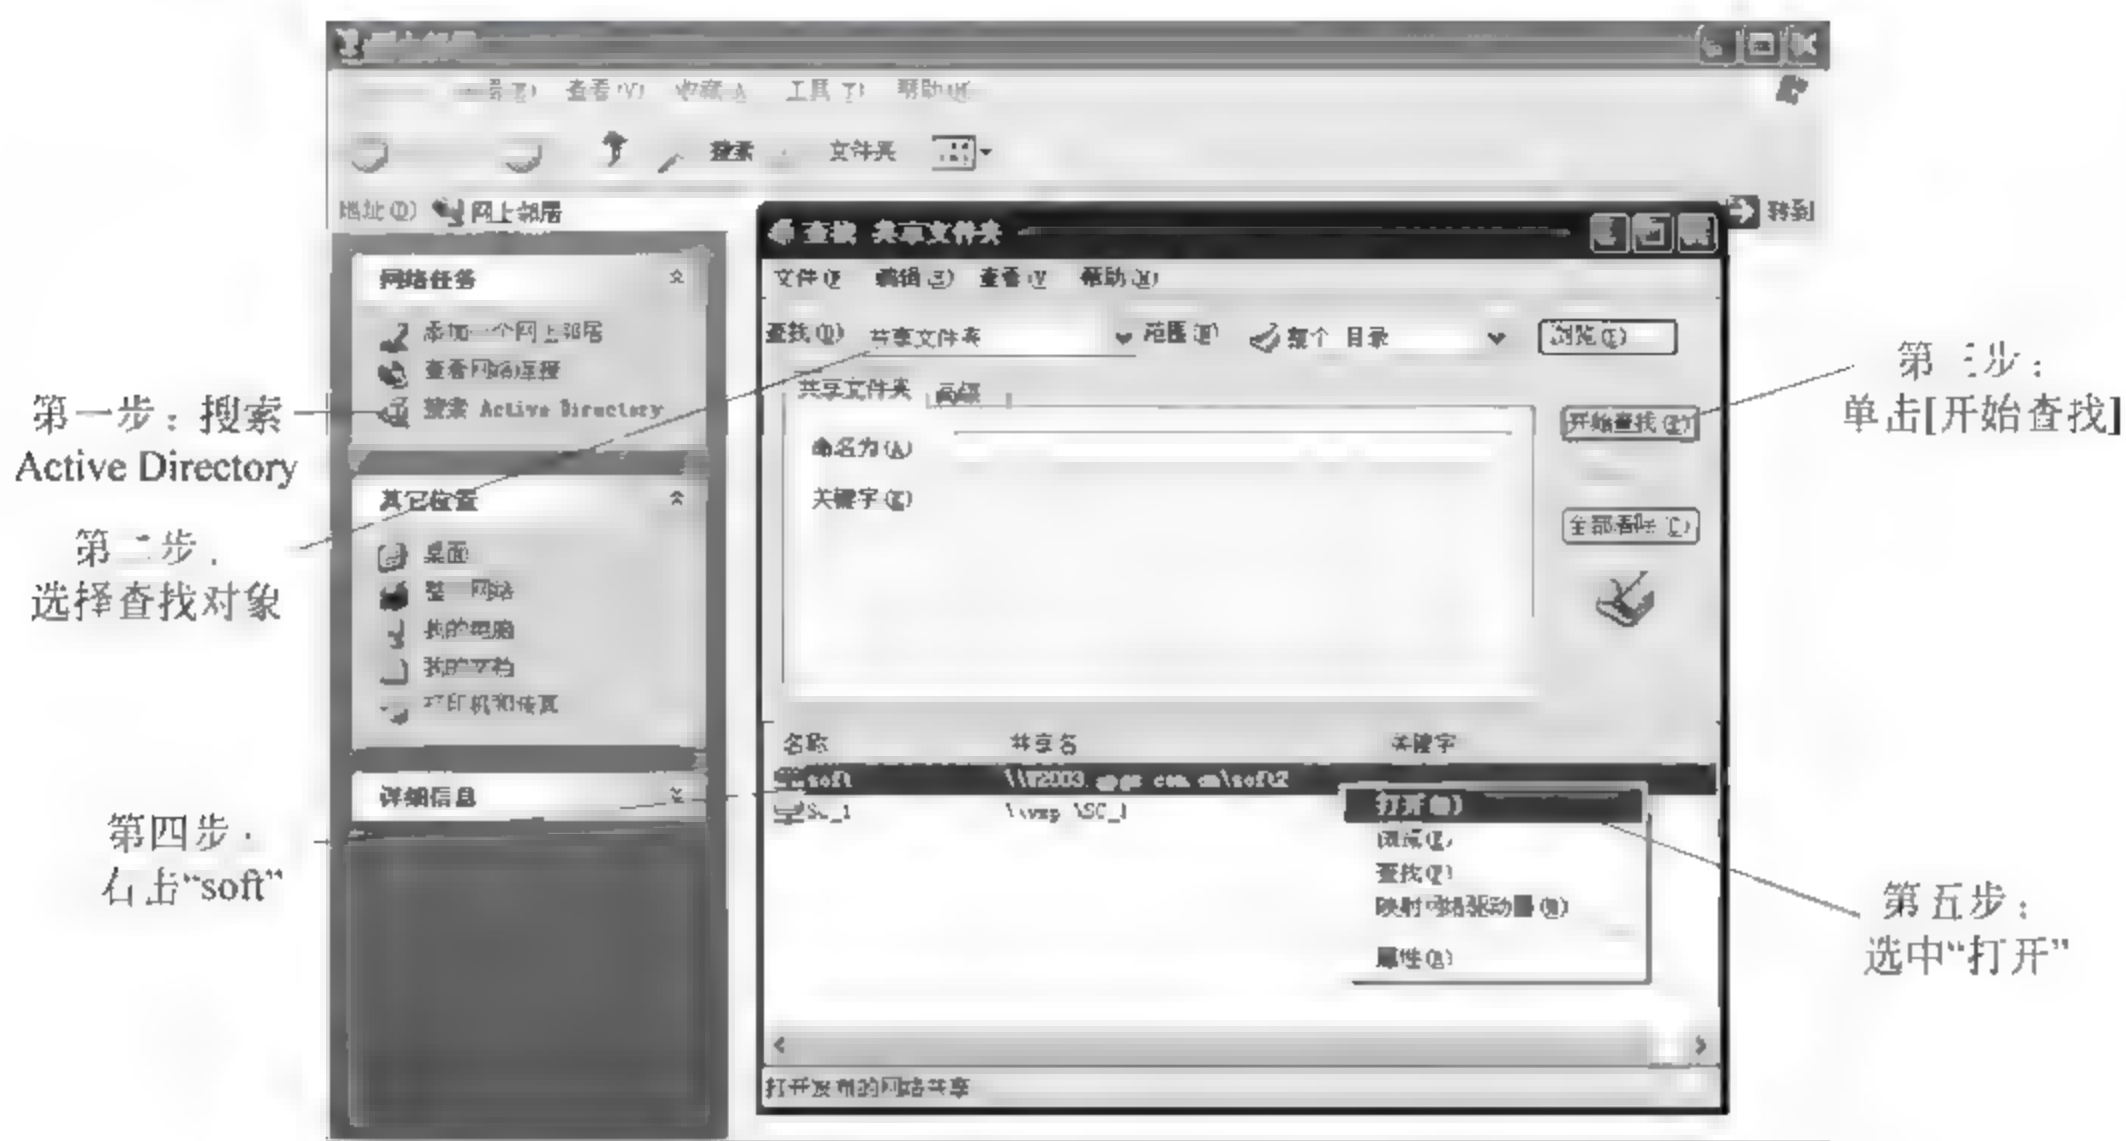 查看(V)
工具(T)
帮助(H)
搜索
文件夹
地址(D)
网上邻居
转到
网络任务
添加一个网上邻居
查看网络连接
搜索 Active Directory
其它位置
桌面
网络
我的电脑
我的文档
打印机和传真
详细信息
查找 共享文件夹
文件(F)
编辑(E)
查看(V)
帮助(H)
查找(D)
共享文件夹
范围(N)
整个 目录
浏览(B)
共享文件夹
高级
命名为(A)
关键字(K)
开始查找(F)
全部清除(C)
名称
共享名
关键字
soft
SC_1
打开(O)
查找(F)
映射网络驱动器(N)
属性(R)
打开发布的网络共享
第一步：搜索
Active Directory
第二步：
选择查找对象
第三步：
单击[开始查找]
第四步：
右击“soft”
第五步：
选中“打开”